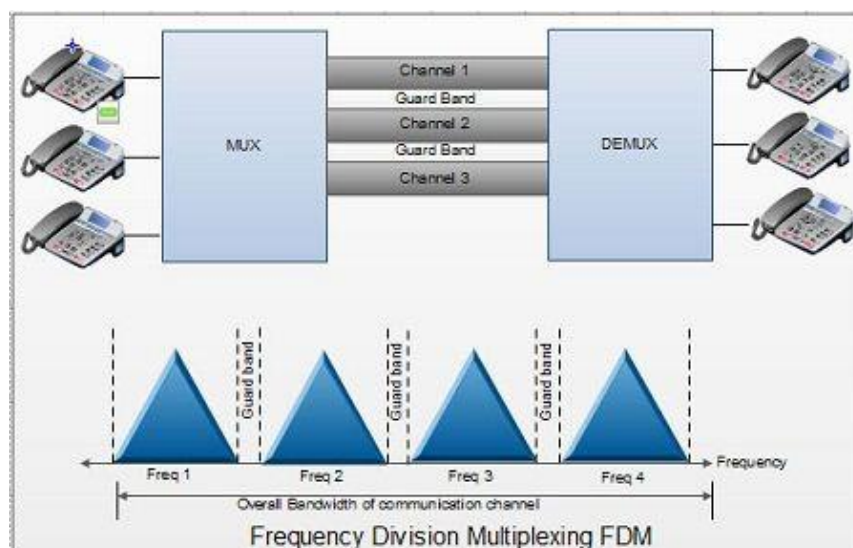 Channel 1
Guard Band
Channel 2
Guard Band
Channel 3
MUX
DEMUX
Guard band
Guard band
Guard band
Freq 1
Freq 2
Freq 3
Freq 4
Frequency
Overall Bandwidth of communication channel
Frequency Division Multiplexing FDM